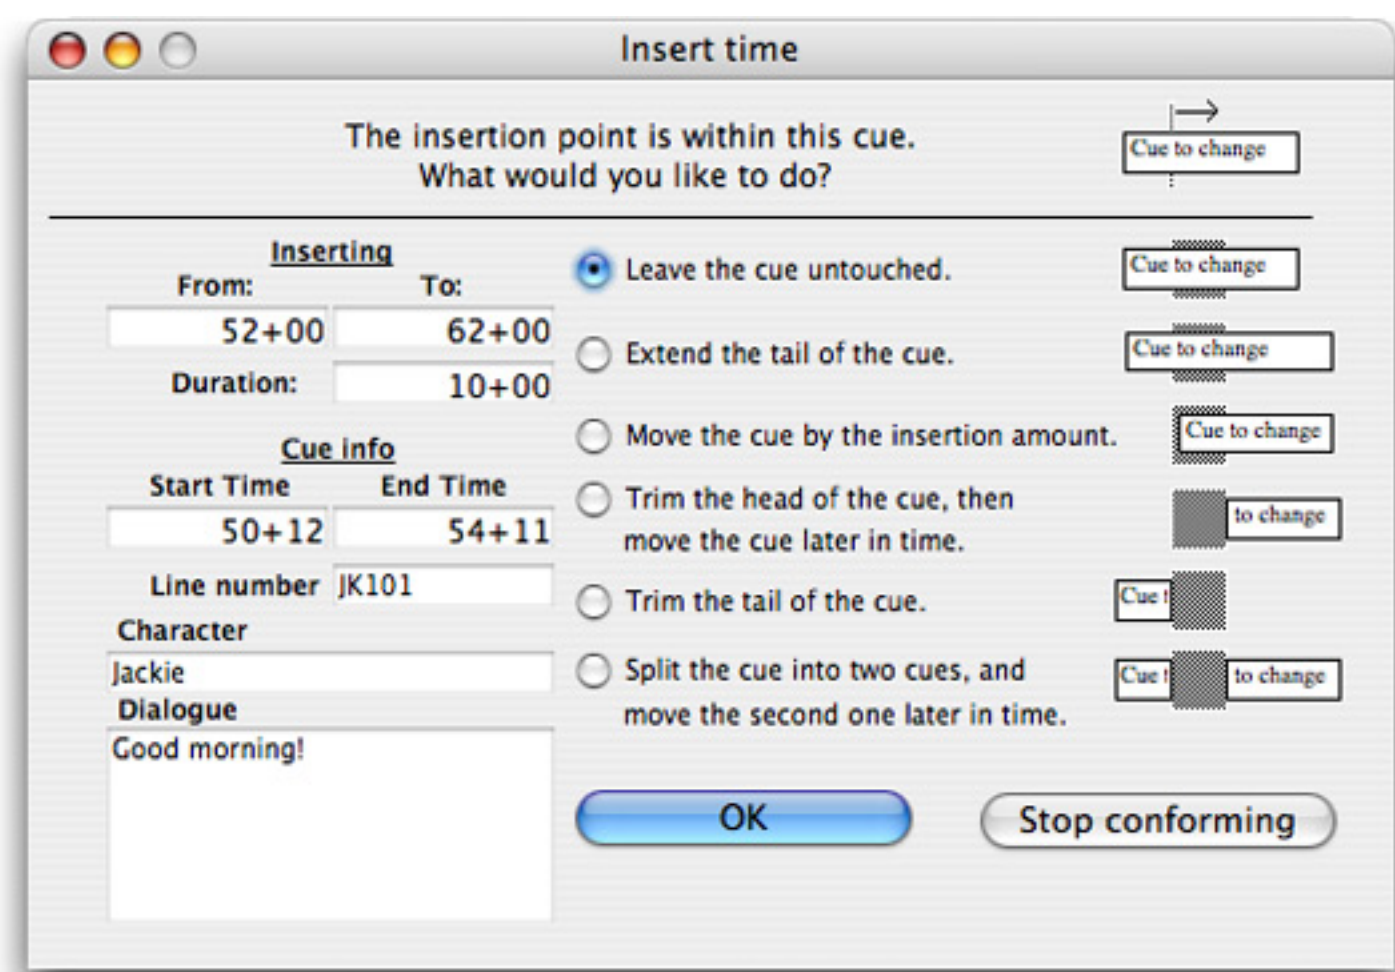 Insert time
The insertion point is within this cue.
What would you like to do?
Cue to change
Inserting
From: To:
52+00 62+00
Duration: 10+00
Cue info
Start Time End Time
50+12 54+11
Line number JK101
Character
Jackie
Dialogue
Good morning!
Leave the cue untouched.
Cue to change
Extend the tail of the cue.
Cue to change
Move the cue by the insertion amount.
Cue to change
Trim the head of the cue, then
move the cue later in time.
to change
Trim the tail of the cue.
Cue t
Split the cue into two cues, and
move the second one later in time.
Cue t to change
OK Stop conforming